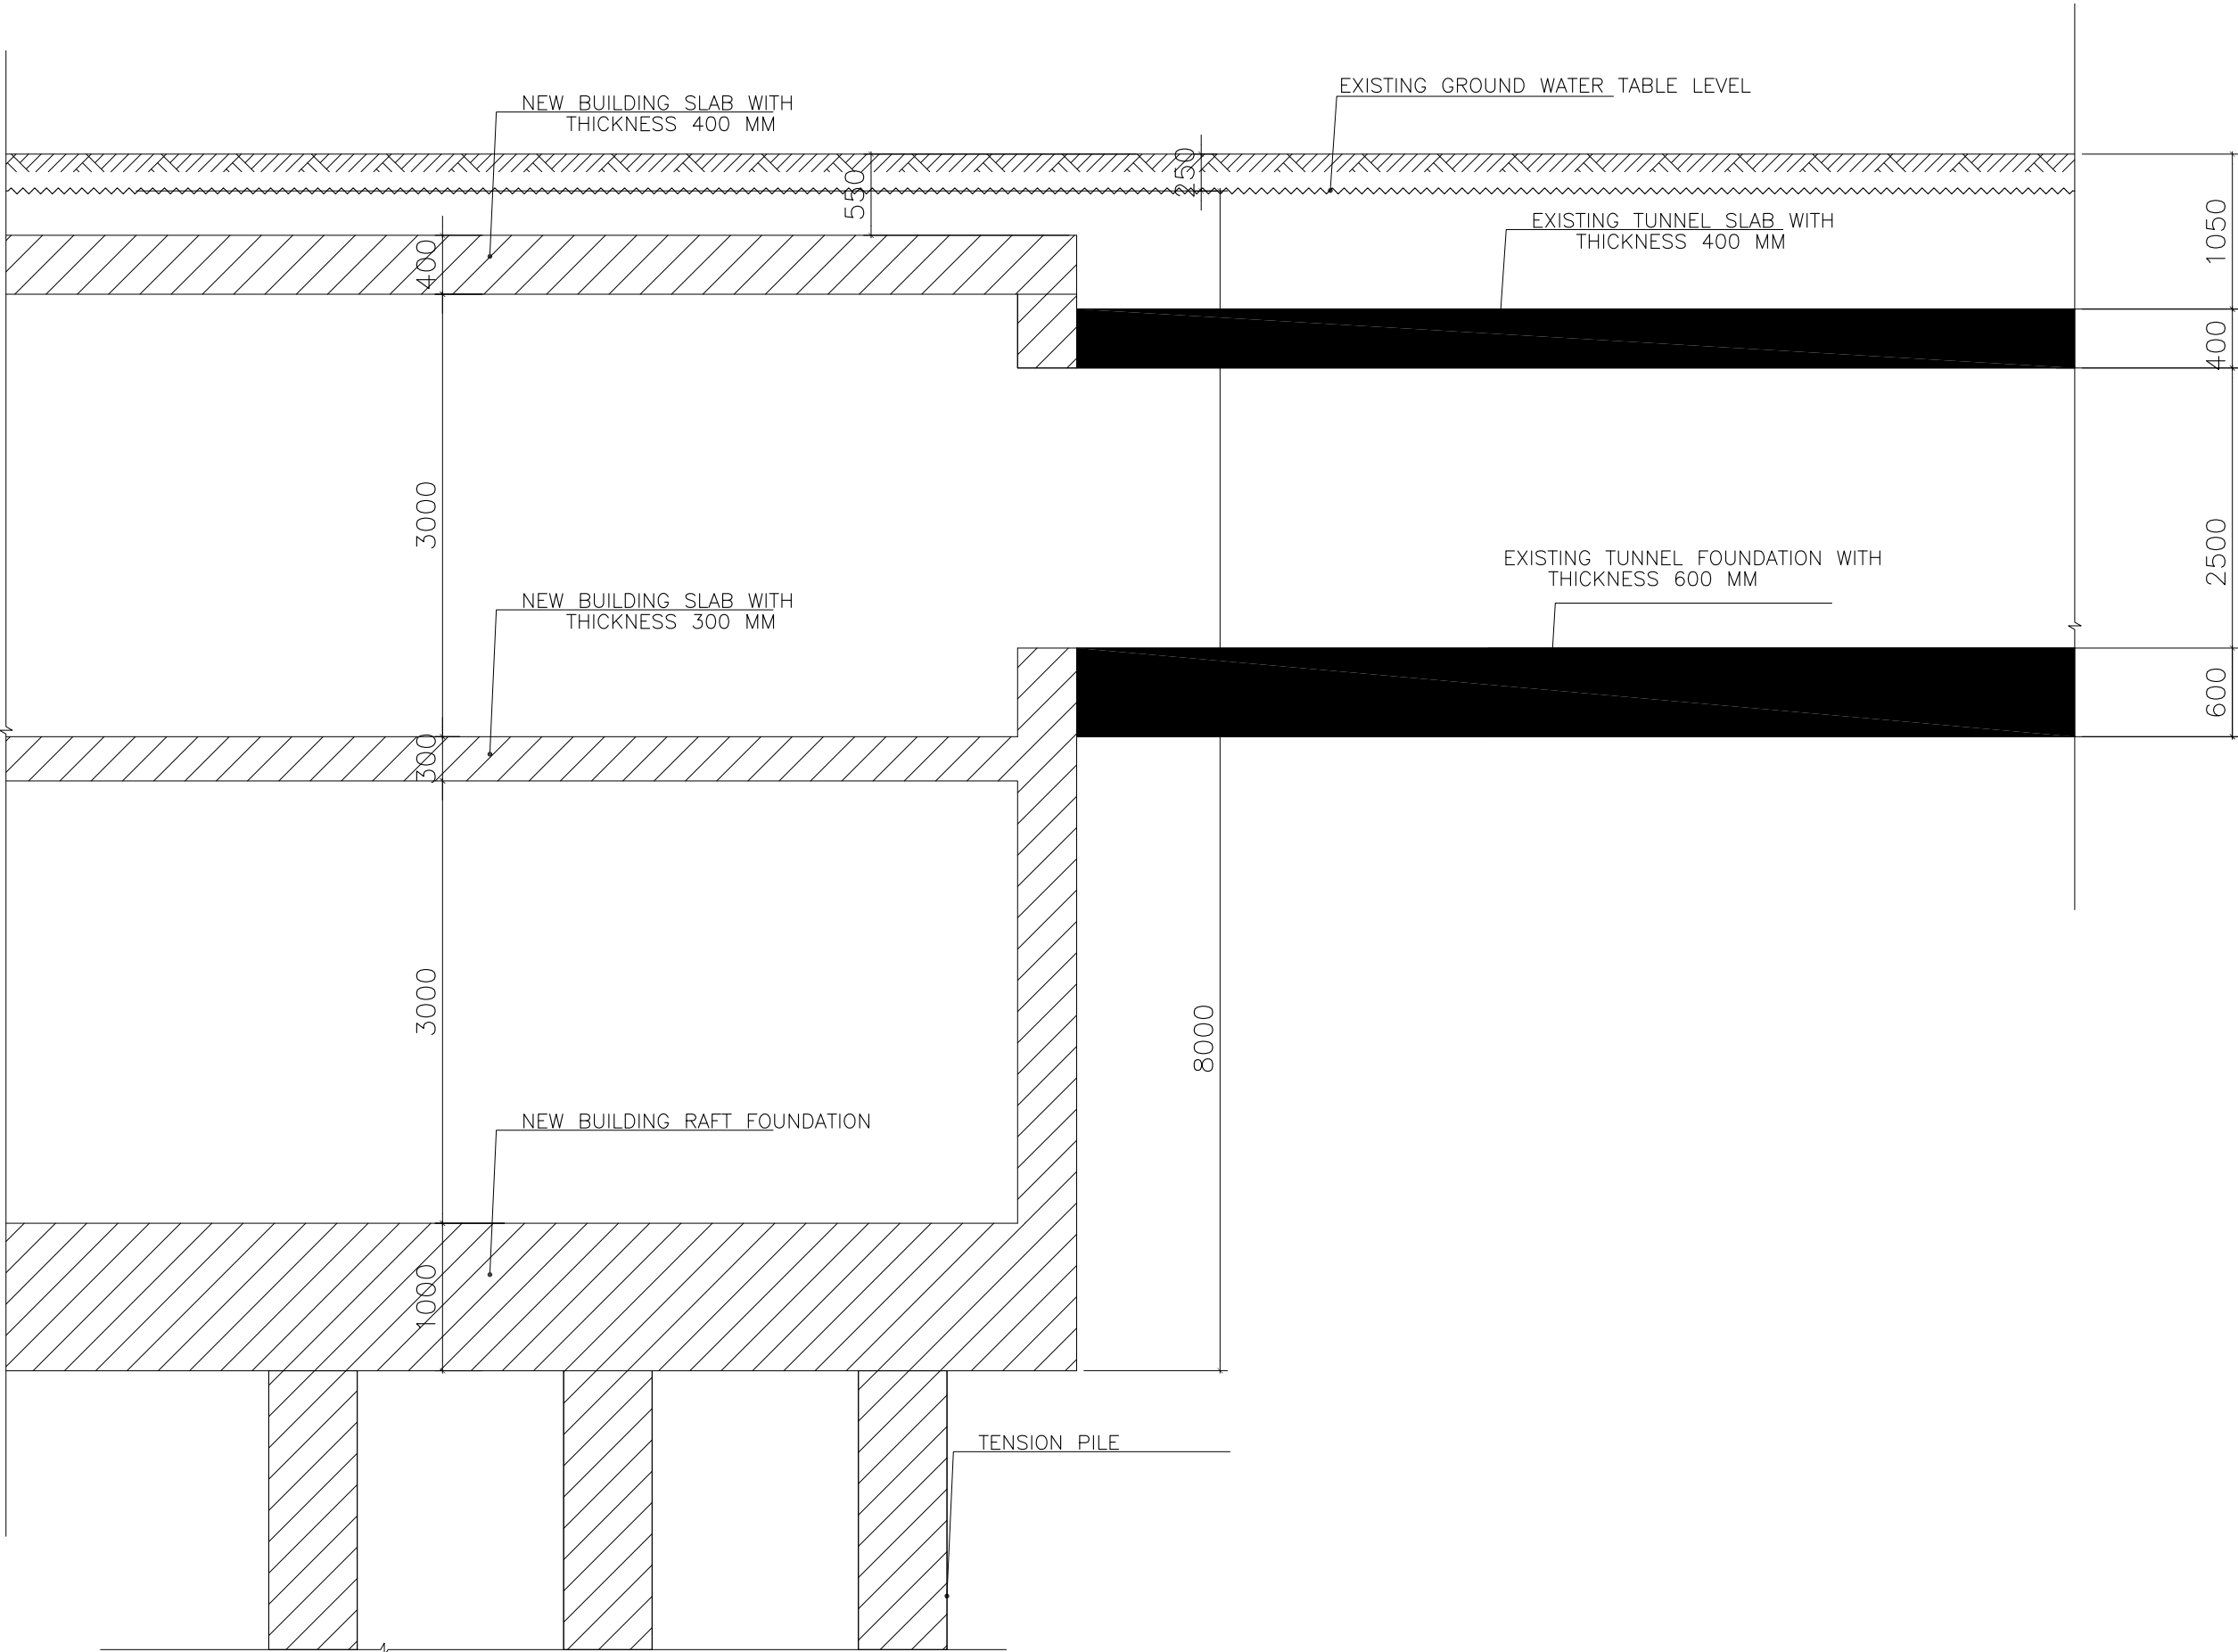 NEW BUILDING SLAB WITH
THICKNESS 400 MM
EXISTING GROUND WATER TABLE LEVEL
550
250
EXISTING TUNNEL SLAB WITH
THICKNESS 400 MM
1050
400
400
3000
2500
EXISTING TUNNEL FOUNDATION WITH
THICKNESS 600 MM
NEW BUILDING SLAB WITH
THICKNESS 300 MM
600
300
3000
8000
NEW BUILDING RAFT FOUNDATION
1000
TENSION PILE